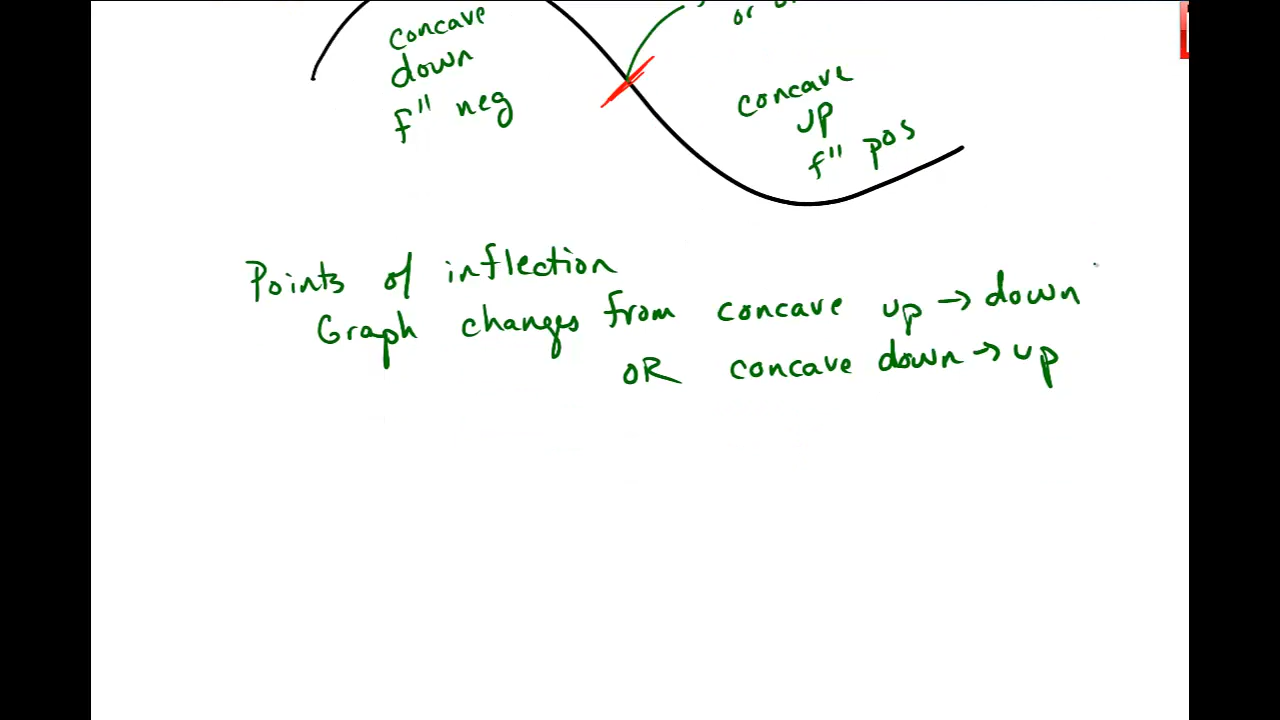 concave
down
f" neg
or
concave
up
f" pos
Points of inflection
Graph changes from concave up → down
OR concave down → up